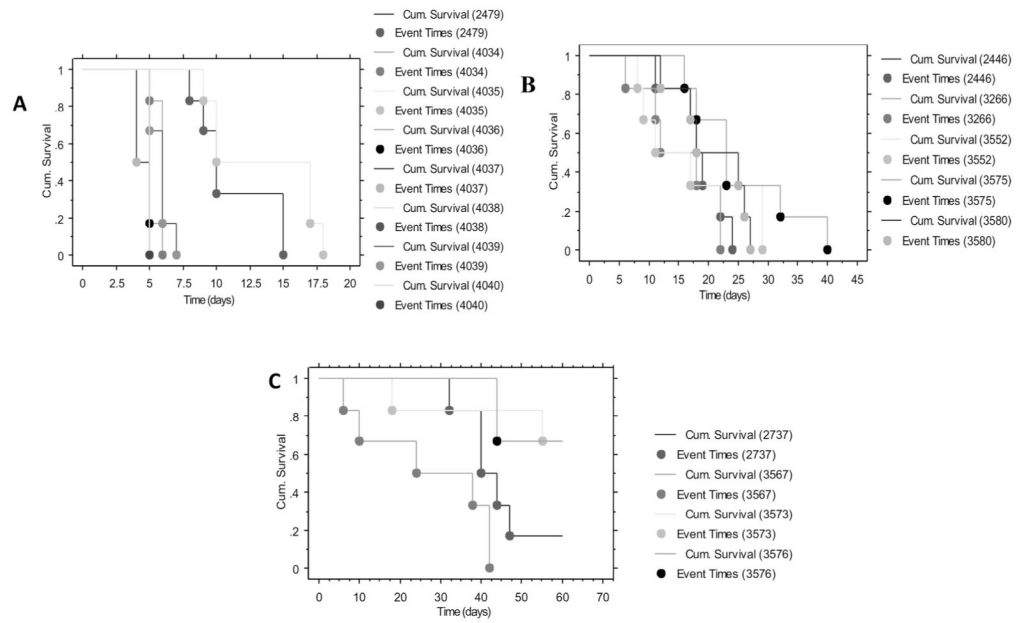 A
Cum. Survival
1
.8
.6
.4
.2
0
0 2.5 5 7.5 10 12.5 15 17.5 20
Time (days)
Cum. Survival (2479)
Event Times (2479)
Cum. Survival (4034)
Event Times (4034)
Cum. Survival (4035)
Event Times (4035)
Cum. Survival (4036)
Event Times (4036)
Cum. Survival (4037)
Event Times (4037)
Cum. Survival (4038)
Event Times (4038)
Cum. Survival (4039)
Event Times (4039)
Cum. Survival (4040)
Event Times (4040)
B
Cum. Survival
1
.8
.6
.4
.2
0
0 5 10 15 20 25 30 35 40 45
Time (days)
Cum. Survival (2446)
Event Times (2446)
Cum. Survival (3266)
Event Times (3266)
Cum. Survival (3552)
Event Times (3552)
Cum. Survival (3575)
Event Times (3575)
Cum. Survival (3580)
Event Times (3580)
C
Cum. Survival
1
.8
.6
.4
.2
0
0 10 20 30 40 50 60 70
Time (days)
Cum. Survival (2737)
Event Times (2737)
Cum. Survival (3567)
Event Times (3567)
Cum. Survival (3573)
Event Times (3573)
Cum. Survival (3576)
Event Times (3576)